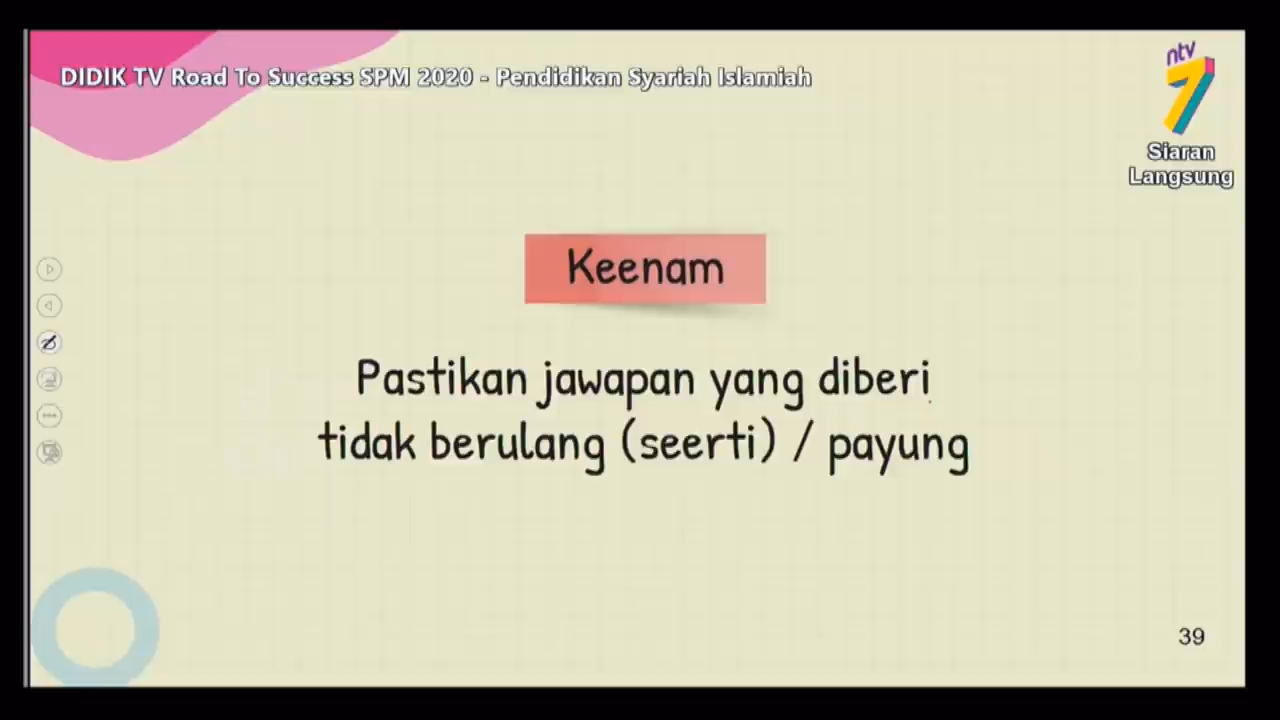 DIDIK TV Road To Success SPM 2020 - Pendidikan Syariah Islamiah
ntv
7
Siaran
Langsung
Keenam
Pastikan jawapan yang diberi
tidak berulang (seerti) / payung
39